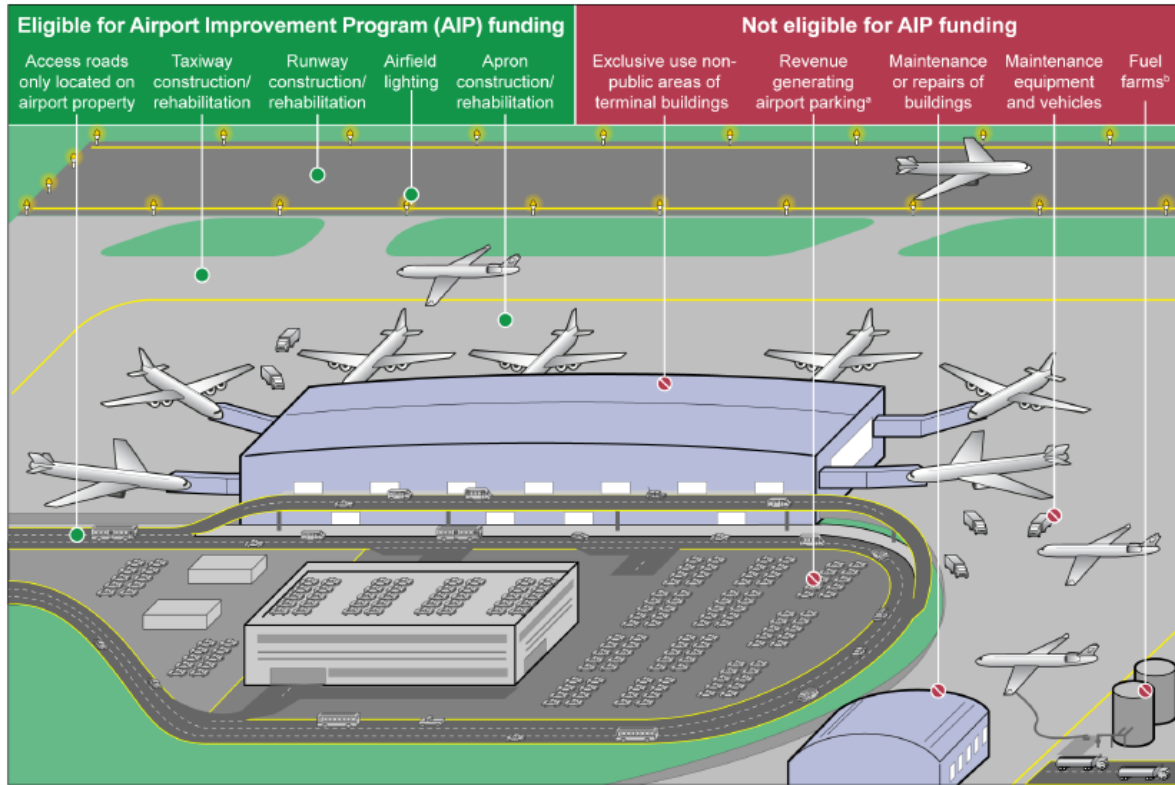 Eligible for Airport Improvement Program (AIP) funding
Not eligible for AIP funding
Access roads
only located on
airport property
Taxiway
construction/
rehabilitation
Runway
construction/
rehabilitation
Airfield
lighting
Apron
construction/
rehabilitation
Exclusive use non-
public areas of
terminal buildings
Revenue
generating
airport parkingᵃ
Maintenance
or repairs of
buildings
Maintenance
equipment
and vehicles
Fuel
farmsᵇ